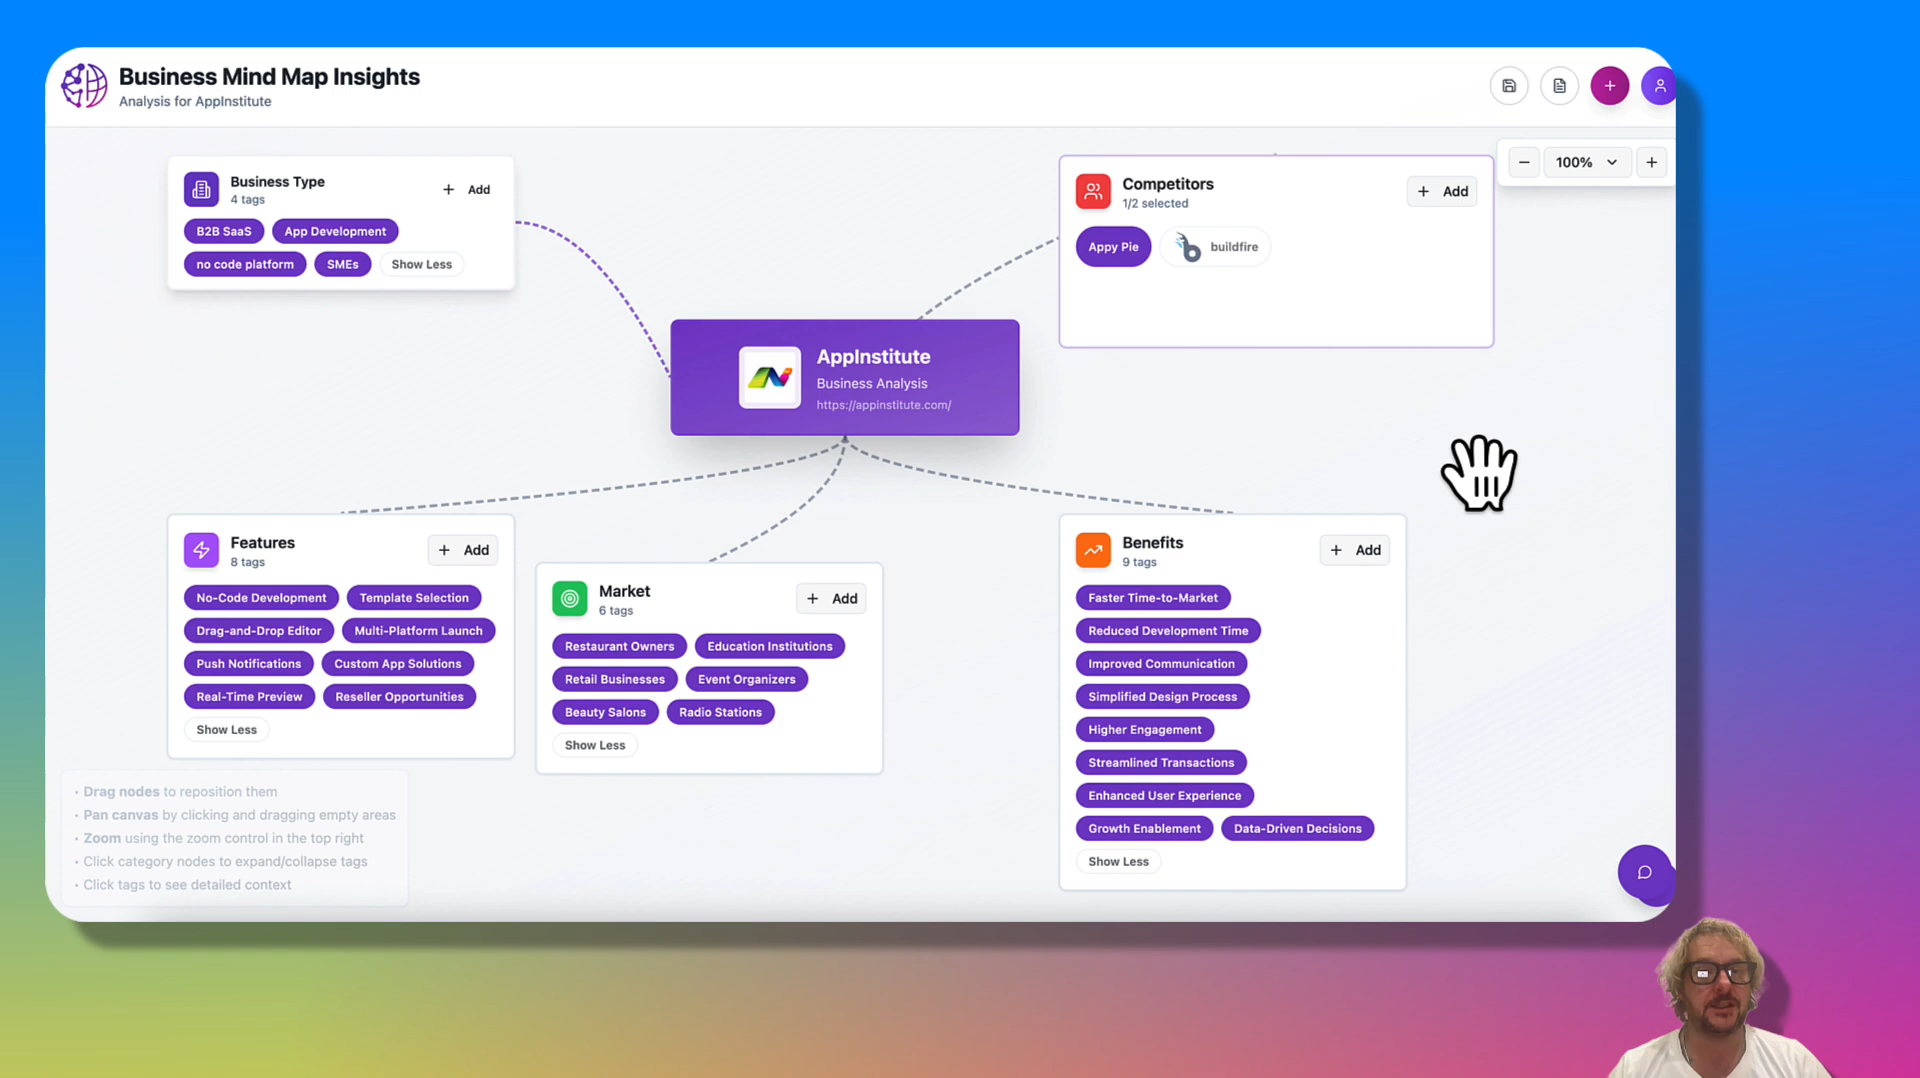 Business Mind Map Insights
Analysis for AppInstitute
100%
Business Type
4 tags
Add
B2B SaaS
App Development
no code platform
SMEs
Show Less
Competitors
1/2 selected
Add
Appy Pie
buildfire
AppInstitute
Business Analysis
https://appinstitute.com/
Features
8 tags
Add
No-Code Development
Template Selection
Drag-and-Drop Editor
Multi-Platform Launch
Push Notifications
Custom App Solutions
Real-Time Preview
Reseller Opportunities
Show Less
Market
6 tags
Add
Restaurant Owners
Education Institutions
Retail Businesses
Event Organizers
Beauty Salons
Radio Stations
Show Less
Benefits
9 tags
Add
Faster Time-to-Market
Reduced Development Time
Improved Communication
Simplified Design Process
Higher Engagement
Streamlined Transactions
Enhanced User Experience
Growth Enablement
Data-Driven Decisions
Show Less
• Drag nodes to reposition them
• Pan canvas by clicking and dragging empty areas
• Zoom using the zoom control in the top right
• Click category nodes to expand/collapse tags
• Click tags to see detailed context